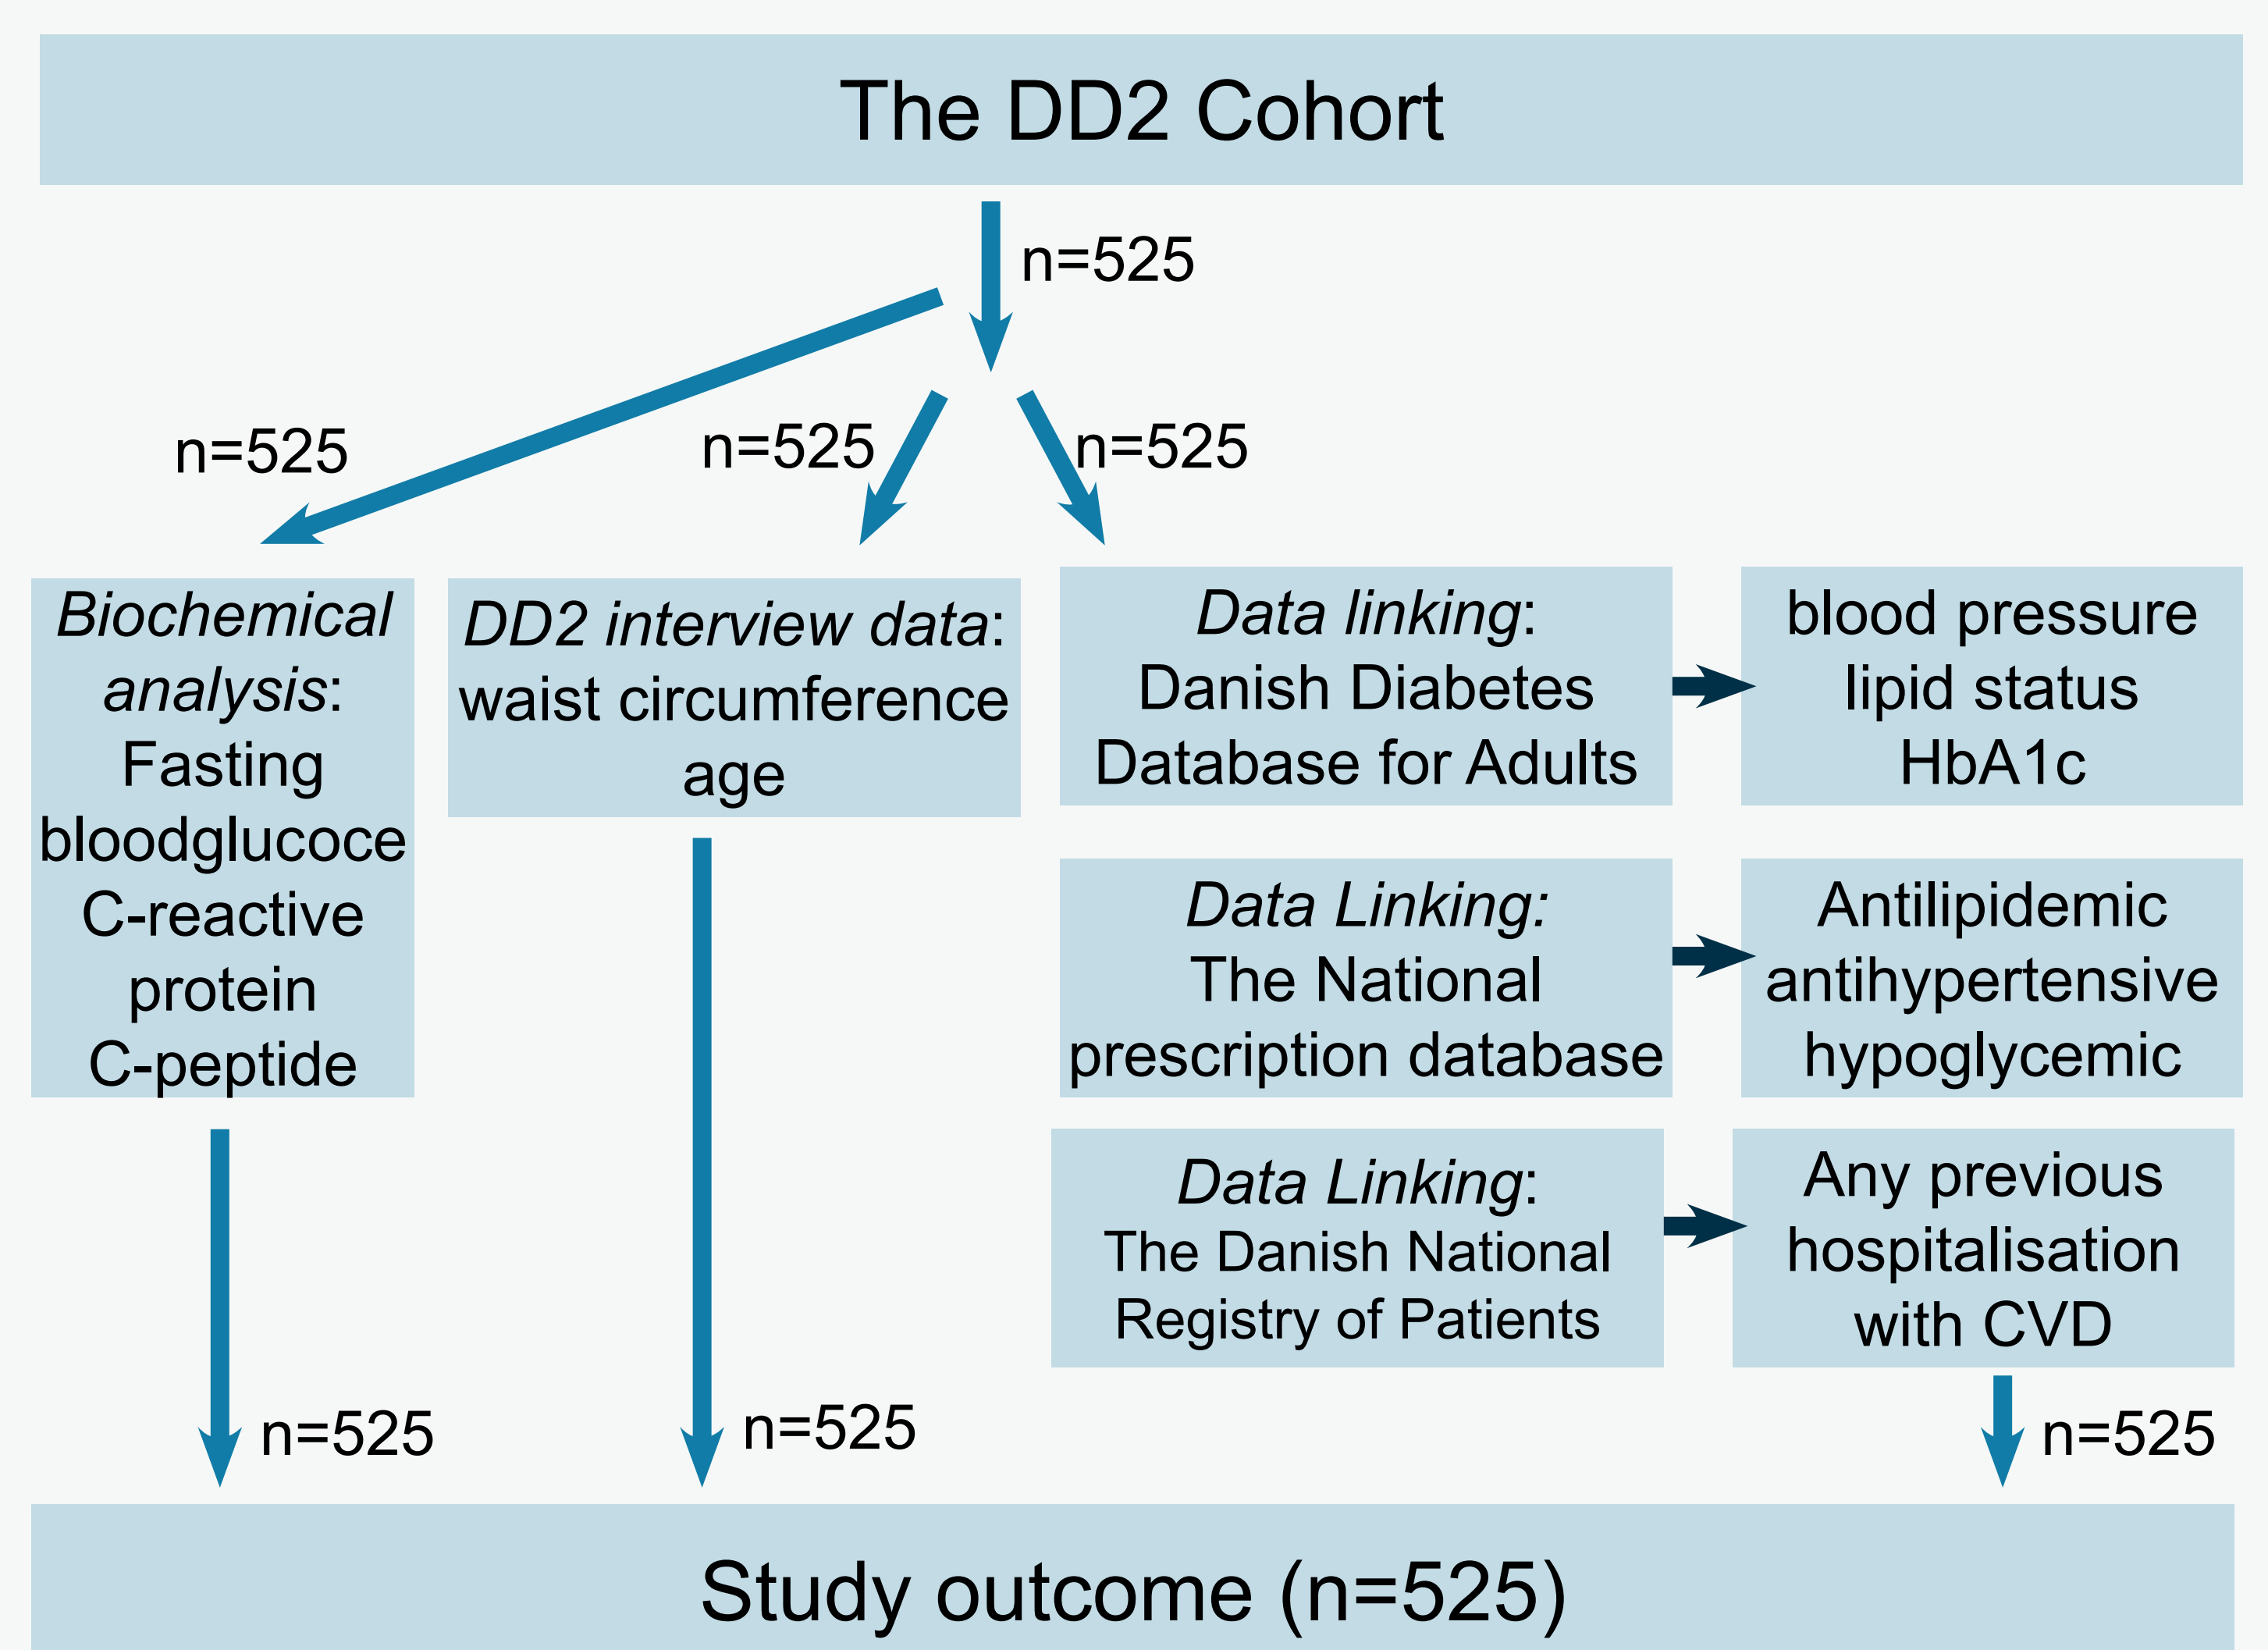 The DD2 Cohort
n=525
n=525
n=525
n=525
Biochemical
analysis:
Fasting
bloodglucoce
C-reactive
protein
C-peptide
DD2 interview data:
waist circumference
age
Data linking:
Danish Diabetes
Database for Adults
blood pressure
lipid status
HbA1c
Data Linking:
The National
prescription database
Antilipidemic
antihypertensive
hypoglycemic
Data Linking:
The Danish National
Registry of Patients
Any previous
hospitalisation
with CVD
n=525
n=525
n=525
Study outcome (n=525)